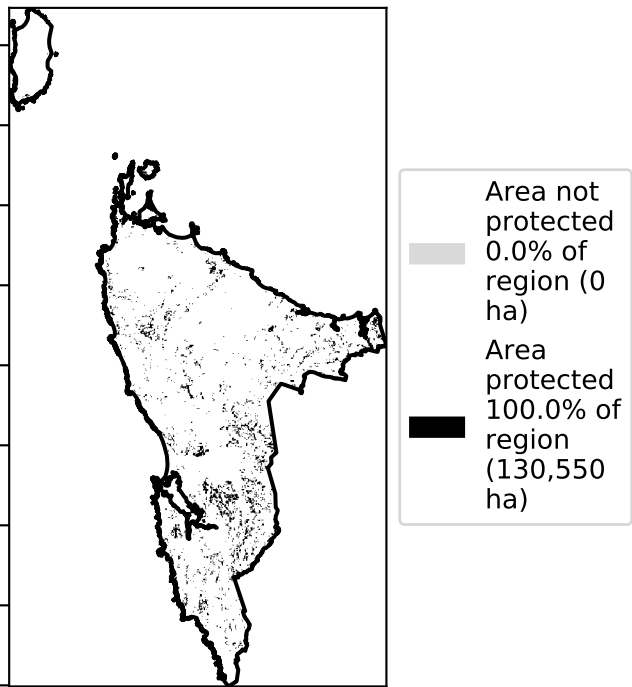 Area not
protected
0.0% of
region (0
ha)
Area
protected
100.0% of
region
(130,550
ha)